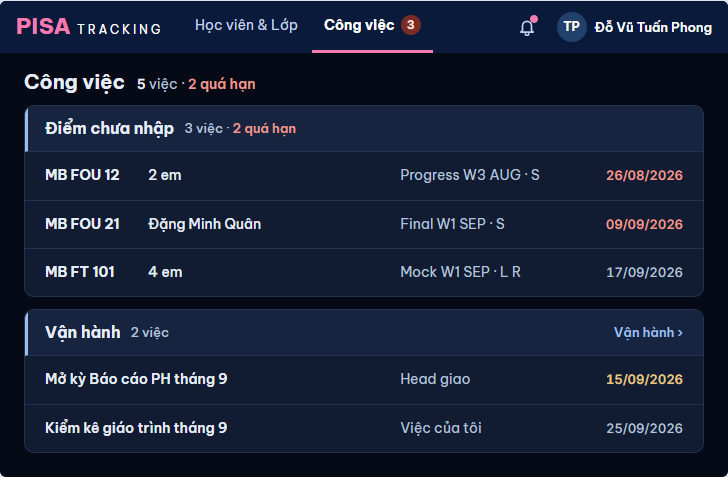 PISA TRACKING Học viên & Lớp Công việc 3 TP Đỗ Vũ Tuấn Phong
Công việc 5 việc · 2 quá hạn
Điểm chưa nhập 3 việc · 2 quá hạn
MB FOU 12 2 em Progress W3 AUG · S 26/08/2026
MB FOU 21 Đặng Minh Quân Final W1 SEP · S 09/09/2026
MB FT 101 4 em Mock W1 SEP · L R 17/09/2026
Vận hành 2 việc Vận hành ›
Mở kỳ Báo cáo PH tháng 9 Head giao 15/09/2026
Kiểm kê giáo trình tháng 9 Việc của tôi 25/09/2026